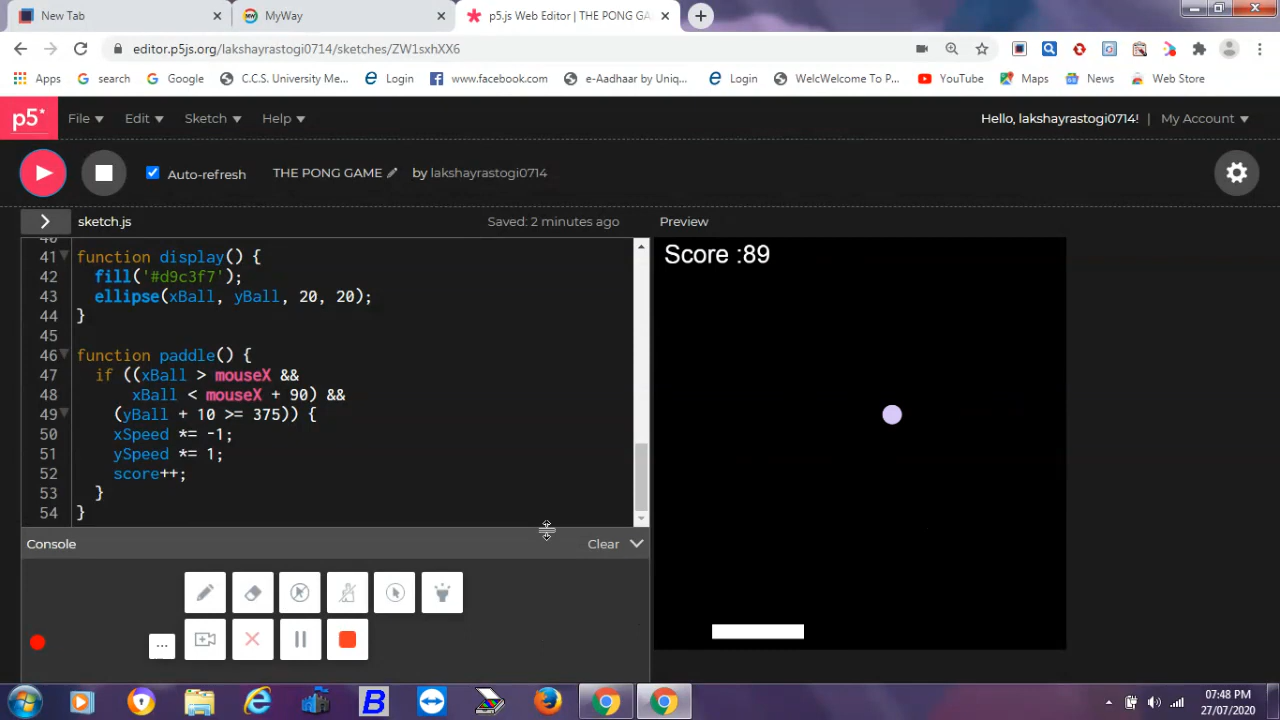 New Tab
MyWay
p5.js Web Editor | THE PONG GA
editor.p5js.org/lakshayrastogi0714/sketches/ZW1sxhXX6
Apps search Google C.C.S. University Me... Login www.facebook.com e-Aadhaar by Uniq... Login WelcWelcome To P... YouTube Maps News Web Store
p5* File Edit Sketch Help Hello, lakshayrastogi0714! | My Account
Auto-refresh THE PONG GAME by lakshayrastogi0714
sketch.js Saved: 2 minutes ago Preview
41 function display() {
42 fill('#d9c3f7');
43 ellipse(xBall, yBall, 20, 20);
44 }
45
46 function paddle() {
47 if ((xBall > mouseX &&
48 xBall < mouseX + 90) &&
49 (yBall + 10 >= 375)) {
50 xSpeed *= -1;
51 ySpeed *= 1;
52 score++;
53 }
54 }
Score :89
Console Clear
...
B
07:48 PM
27/07/2020